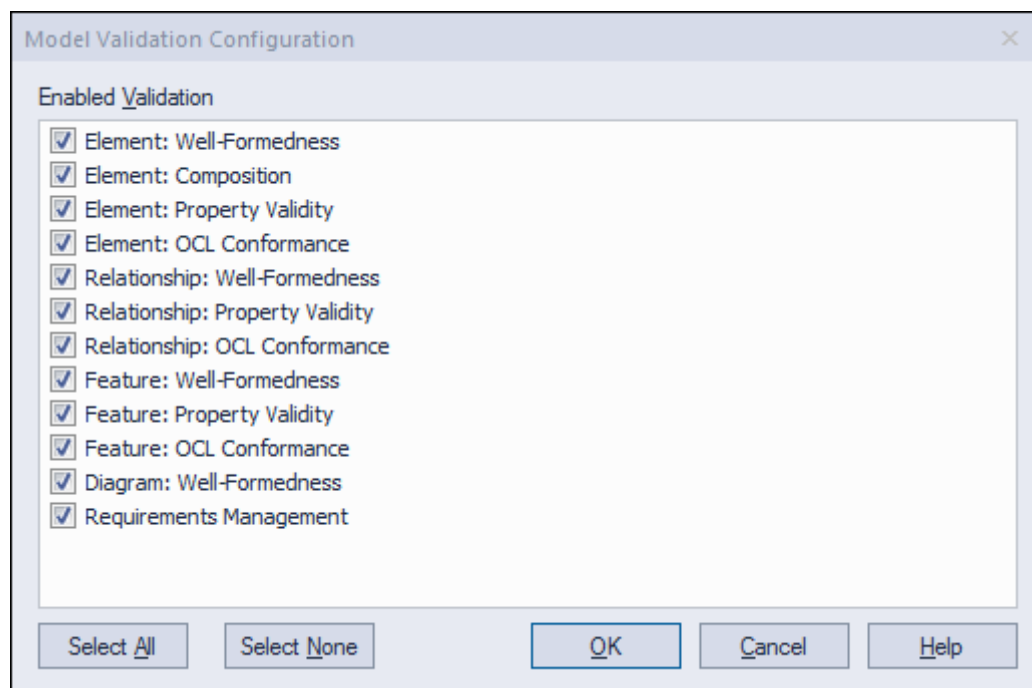 Model Validation Configuration
Enabled Validation
Element: Well-Formedness
Element: Composition
Element: Property Validity
Element: OCL Conformance
Relationship: Well-Formedness
Relationship: Property Validity
Relationship: OCL Conformance
Feature: Well-Formedness
Feature: Property Validity
Feature: OCL Conformance
Diagram: Well-Formedness
Requirements Management
Select All Select None OK Cancel Help